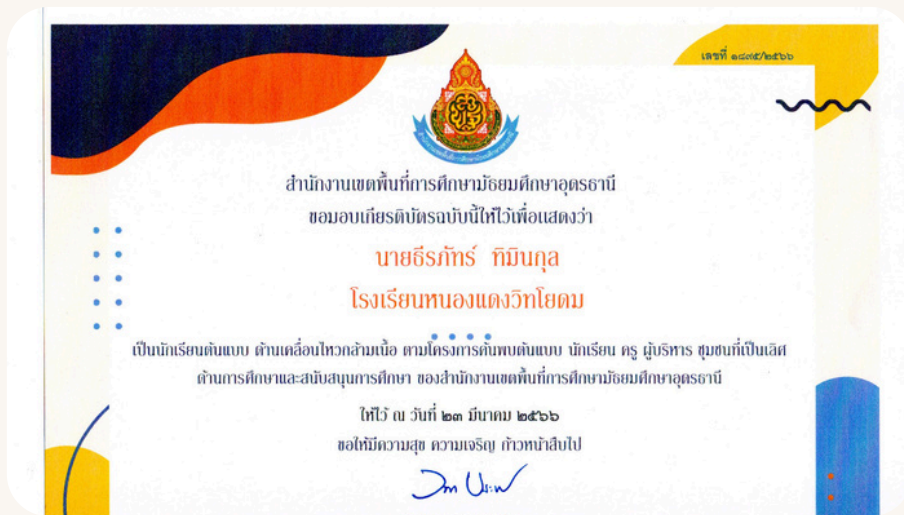 เลขที่ ๑๘๙๕/๒๕๖๖
สำนักงานเขตพื้นที่การศึกษามัธยมศึกษาอุดรธานี
ขอมอบเกียรติบัตรฉบับนี้ให้ไว้เพื่อแสดงว่า
นายธีรภัทร์ ทิมินกุล
โรงเรียนหนองแดงวิทโยดม
เป็นนักเรียนต้นแบบ ด้านเคลื่อนไหวกล้ามเนื้อ ตามโครงการค้นพบต้นแบบ นักเรียน ครู ผู้บริหาร ชุมชนที่เป็นเลิศ
ด้านการศึกษาและสนับสนุนการศึกษา ของสำนักงานเขตพื้นที่การศึกษามัธยมศึกษาอุดรธานี
ให้ไว้ ณ วันที่ ๒๓ มีนาคม ๒๕๖๖
ขอให้มีความสุข ความเจริญ ก้าวหน้าสืบไป